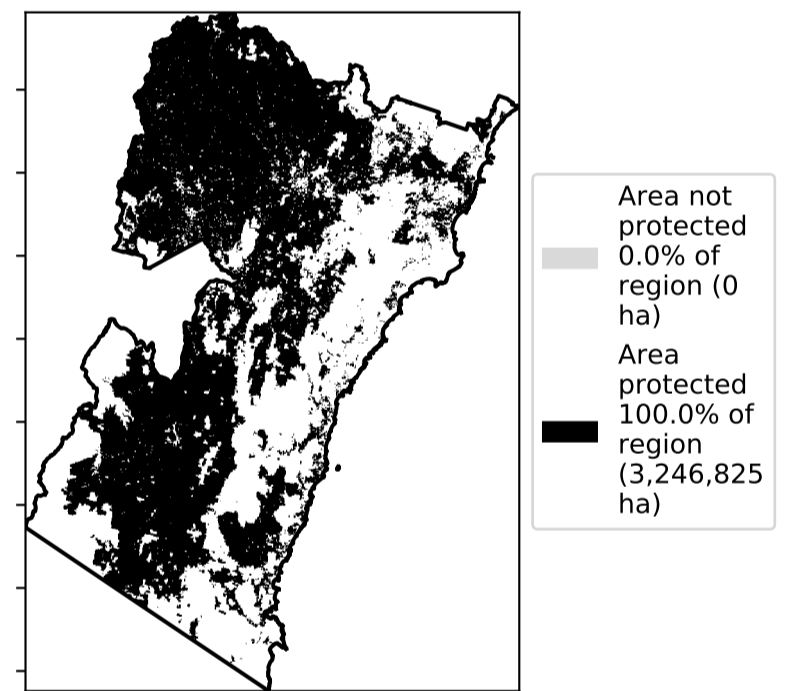 Area not
protected
0.0% of
region (0
ha)
Area
protected
100.0% of
region
(3,246,825
ha)